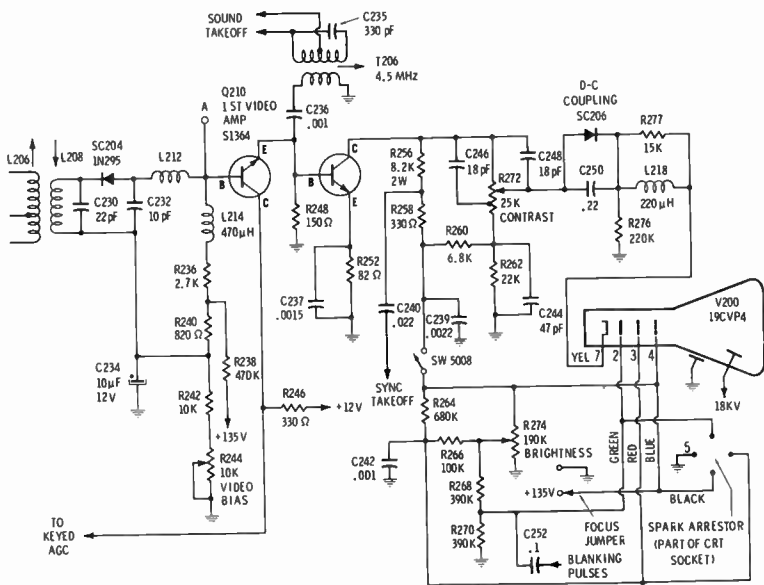 SOUND
TAKEOFF
C235
330 pF
T206
4.5 MHz
A
Q210
1 ST VIDEO
AMP
S1364
C236
.001
D-C
COUPLING
SC206
R277
15K
L206
L208
SC204
1N295
L212
E
B
C
C
B
E
R256
8.2K
2W
C246
18 pF
R272
25K
CONTRAST
C248
18 pF
C250
.22
L218
220 μH
C230
22 pF
C232
10 pF
L214
470μH
R248
150Ω
R258
330 Ω
R260
6.8K
R276
220K
R236
2.7K
R252
82 Ω
R262
22K
C237
.0015
C240
.022
C239
.0022
C244
47 pF
V200
19CVP4
R240
820 Ω
R238
470K
C234
10μF
12V
SW 5008
YEL 7
2
3
4
SYNC
TAKEOFF
18KV
R242
10K
R246
330 Ω
+12V
R264
680K
R274
190K
BRIGHTNESS
GREEN
RED
BLUE
5
+135V
R244
10K
VIDEO
BIAS
C242
.001
R266
100K
R268
390K
+135V
BLACK
R270
390K
FOCUS
JUMPER
SPARK ARRESTOR
(PART OF CRT
SOCKET)
TO
KEYED
AGC
C252
.1
BLANKING
PULSES